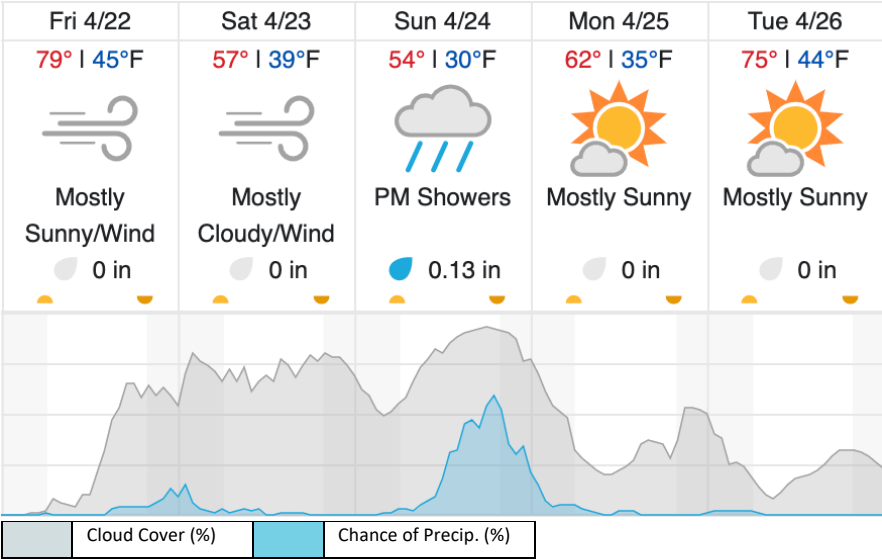 Fri 4/22 Sat 4/23 Sun 4/24 Mon 4/25 Tue 4/26
79° | 45°F 57° | 39°F 54° | 30°F 62° | 35°F 75° | 44°F
Mostly Mostly PM Showers Mostly Sunny Mostly Sunny
Sunny/Wind Cloudy/Wind
0 in 0 in 0.13 in 0 in 0 in
Cloud Cover (%) Chance of Precip. (%)